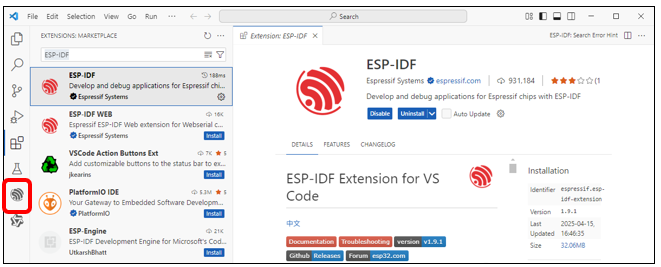 File Edit Selection View Go Run ...
Search
EXTENSIONS: MARKETPLACE
ESP-IDF
ESP-IDF 188ms
Develop and debug applications for Espressif chi...
Espressif Systems
ESP-IDF WEB 16K
Espressif ESP-IDF Web extension for Webserial c...
Espressif Systems Install
VSCode Action Buttons Ext 7K 5
Add customizable buttons to the status bar to ex...
jkearins Install
PlatformIO IDE 5.3M 5
Your Gateway to Embedded Software Developm...
PlatformIO Install
ESP-Engine 21K
ESP-IDF Development Engine for Microsoft's Cod...
UtkarshBhatt Install
Extension: ESP-IDF
ESP-IDF: Search Error Hint
ESP-IDF
Espressif Systems espressif.com 931,184 (1
Develop and debug applications for Espressif chips with ESP-IDF
Disable Uninstall Auto Update
DETAILS FEATURES CHANGELOG
ESP-IDF Extension for VS
Code
中文
Documentation Troubleshooting version v1.9.1
Github Releases Forum esp32.com
Installation
Identifier espressif.esp-
idf-extension
Version 1.9.1
Last 2025-04-15,
Updated 16:46:35
Size 32.06MB